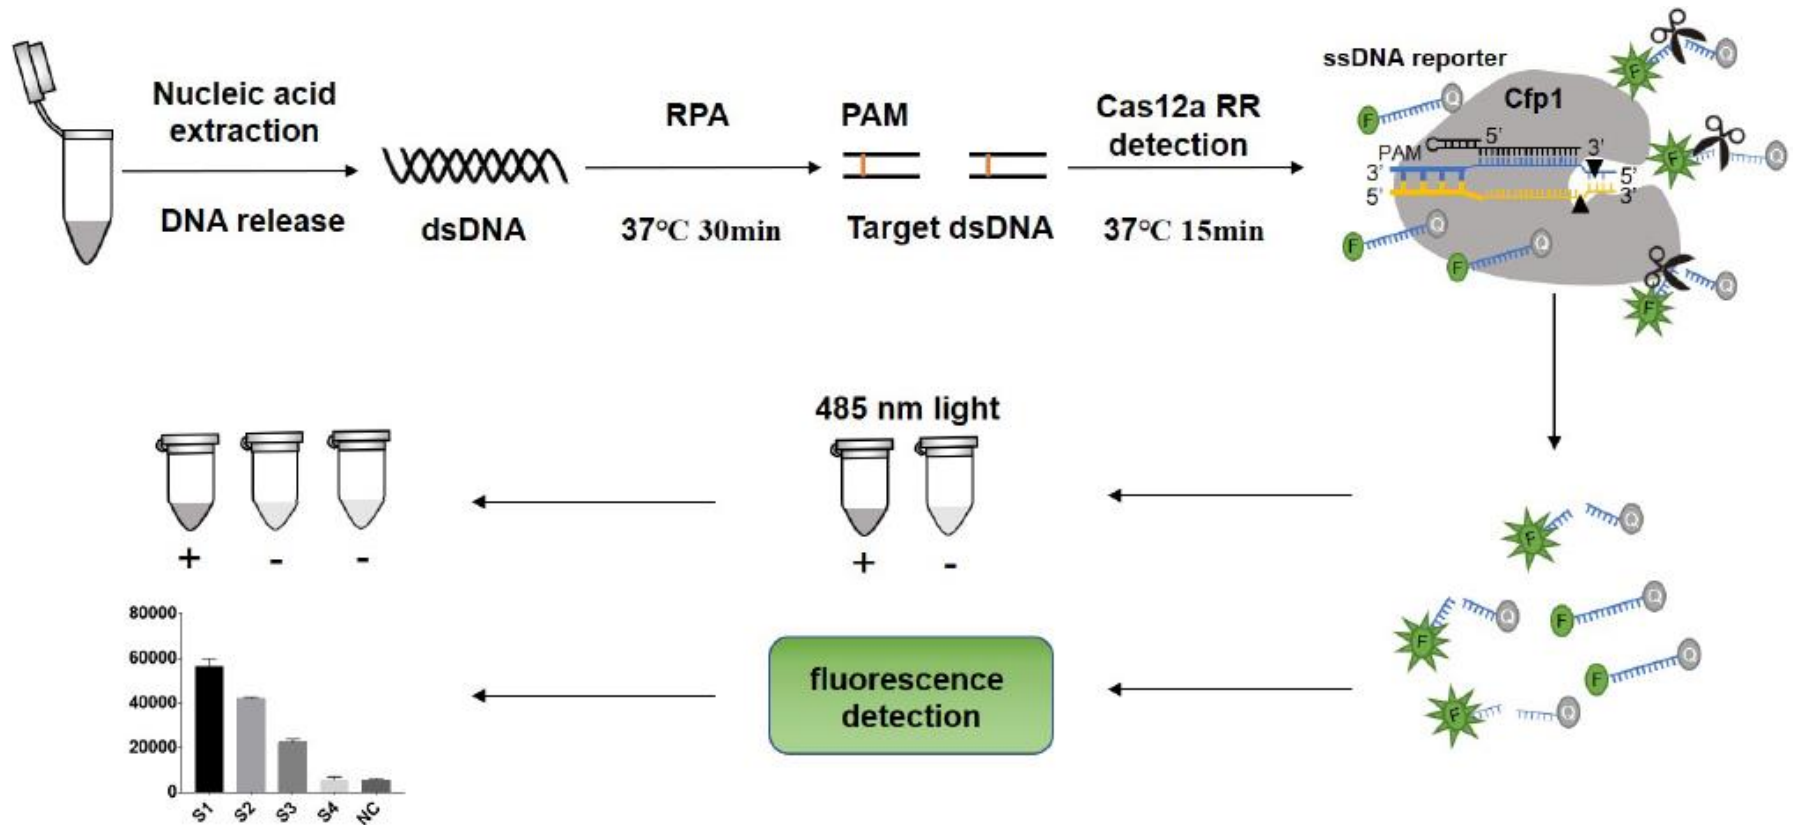 Nucleic acid
extraction
DNA release
dsDNA
RPA
37°C 30min
PAM
Target dsDNA
Cas12a RR
detection
37°C 15min
ssDNA reporter
Cfp1
F
Q
F
Q
F
Q
5'
3'
PAM
3'
5'
5'
3'
F
Q
F
Q
F
Q
485 nm light
+
-
+
-
-
F
Q
F
Q
F
Q
F
Q
F
Q
fluorescence
detection
80000
60000
40000
20000
0
S1
S2
S3
S4
NC